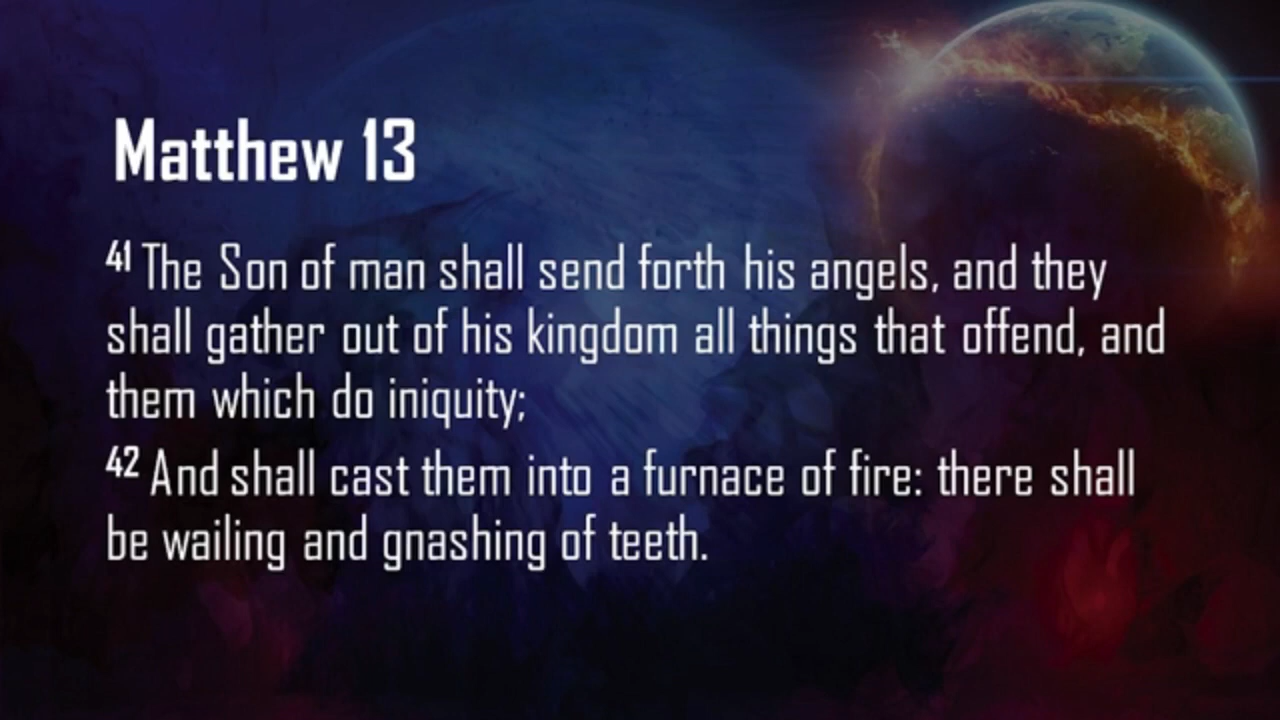 Matthew 13
41 The Son of man shall send forth his angels, and they
shall gather out of his kingdom all things that offend, and
them which do iniquity;
42 And shall cast them into a furnace of fire: there shall
be wailing and gnashing of teeth.